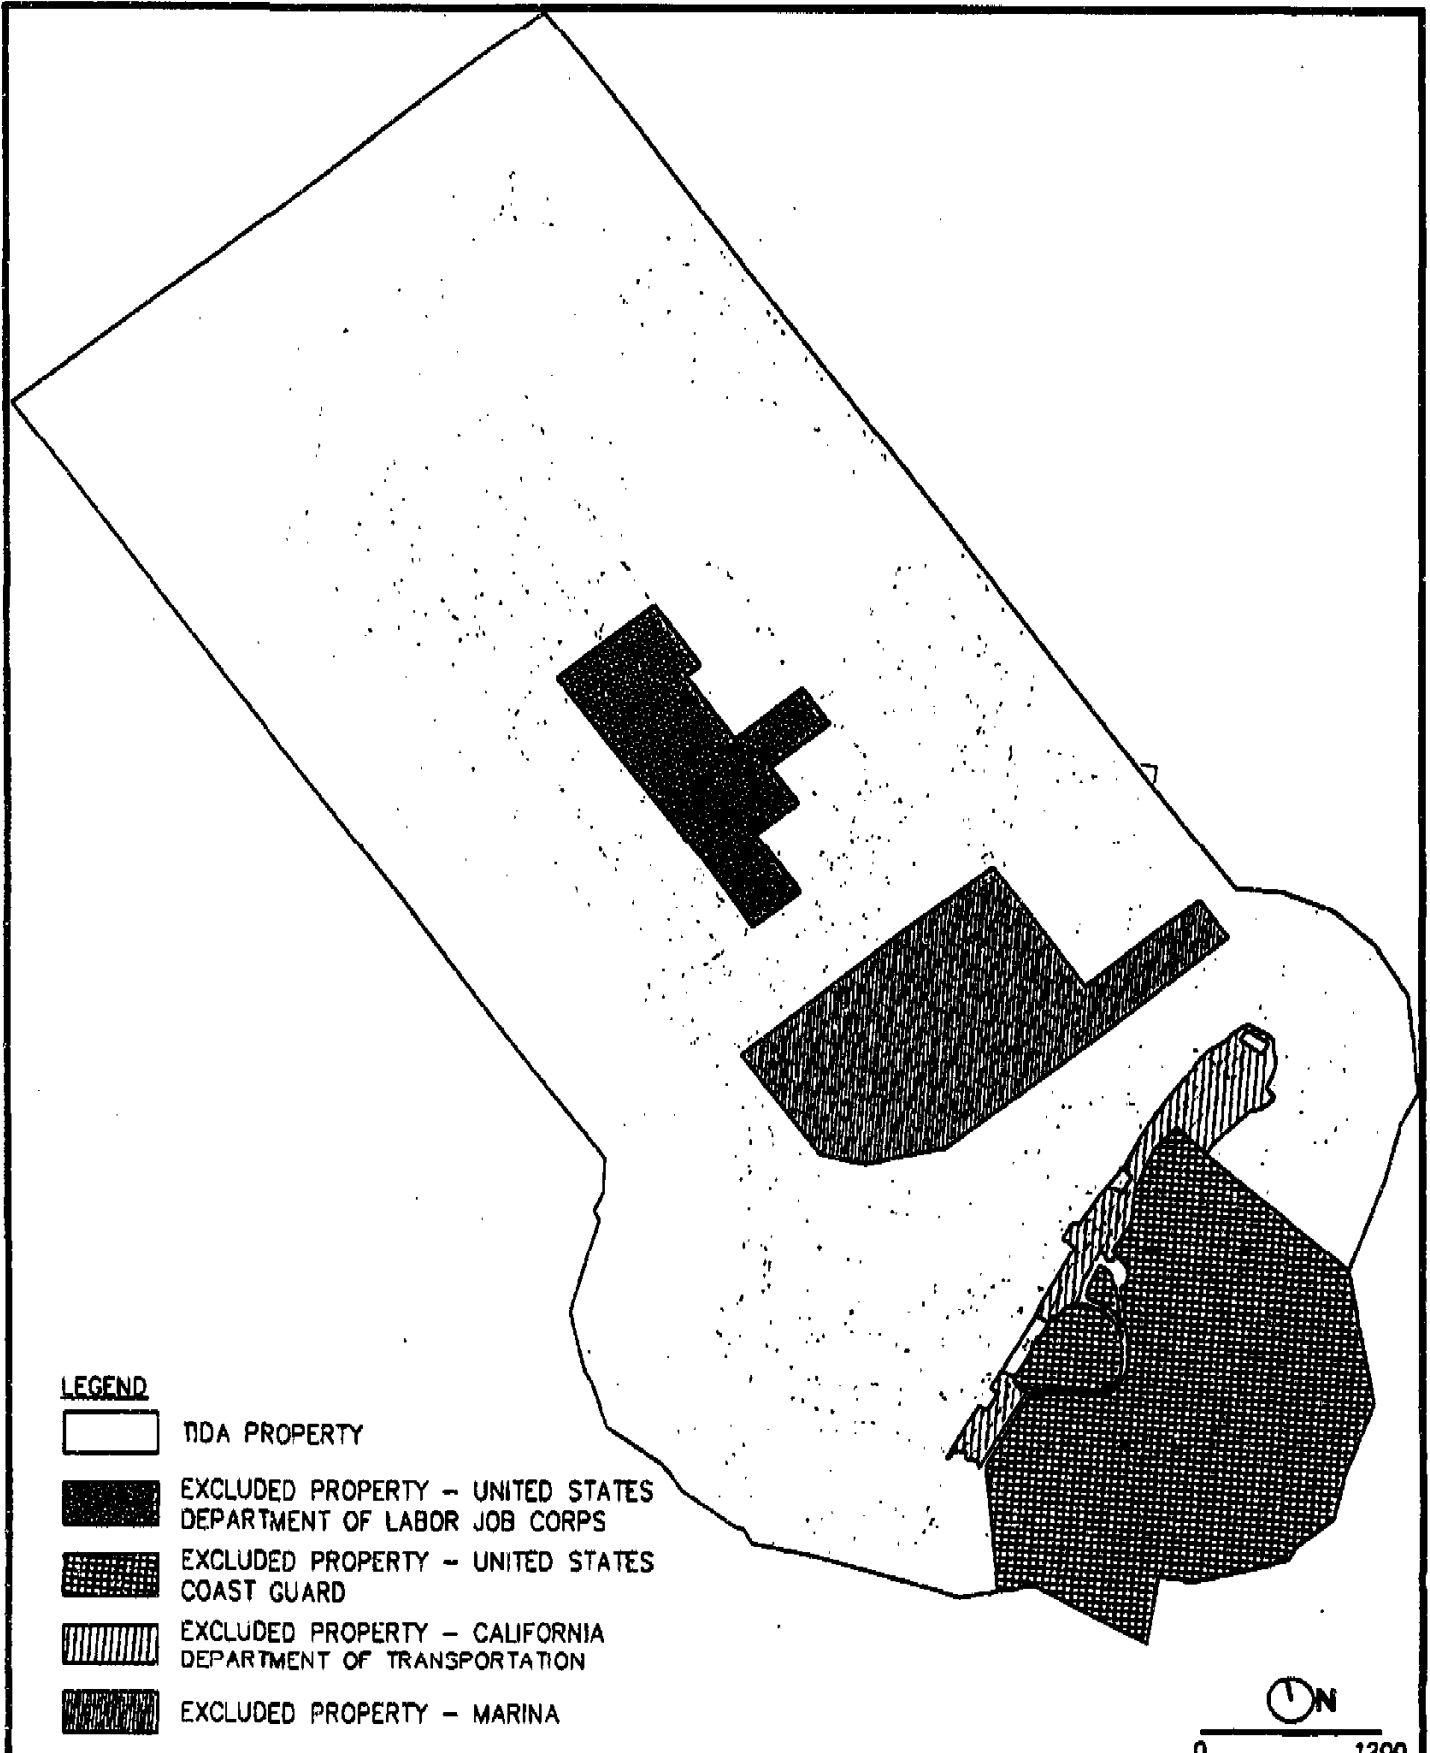 LEGEND
TIDA PROPERTY
EXCLUDED PROPERTY - UNITED STATES
DEPARTMENT OF LABOR JOB CORPS
EXCLUDED PROPERTY - UNITED STATES
COAST GUARD
EXCLUDED PROPERTY - CALIFORNIA
DEPARTMENT OF TRANSPORTATION
EXCLUDED PROPERTY - MARINA
N
0 1200